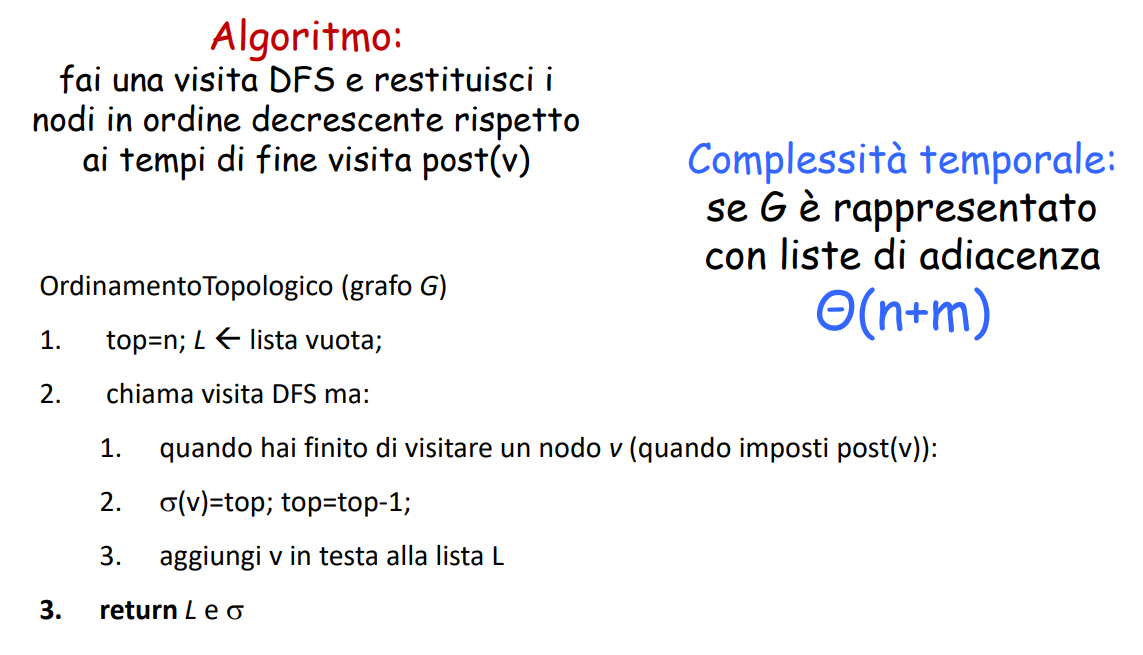 Algoritmo:
fai una visita DFS e restituisci i
nodi in ordine decrescente rispetto
ai tempi di fine visita post(v)
Complessità temporale:
se G è rappresentato
con liste di adiacenza
Θ(n+m)
OrdinamentoTopologico (grafo G)
1. top=n; L ← lista vuota;
2. chiama visita DFS ma:
1. quando hai finito di visitare un nodo v (quando imposti post(v)):
2. σ(v)=top; top=top-1;
3. aggiungi v in testa alla lista L
3. return L e σ